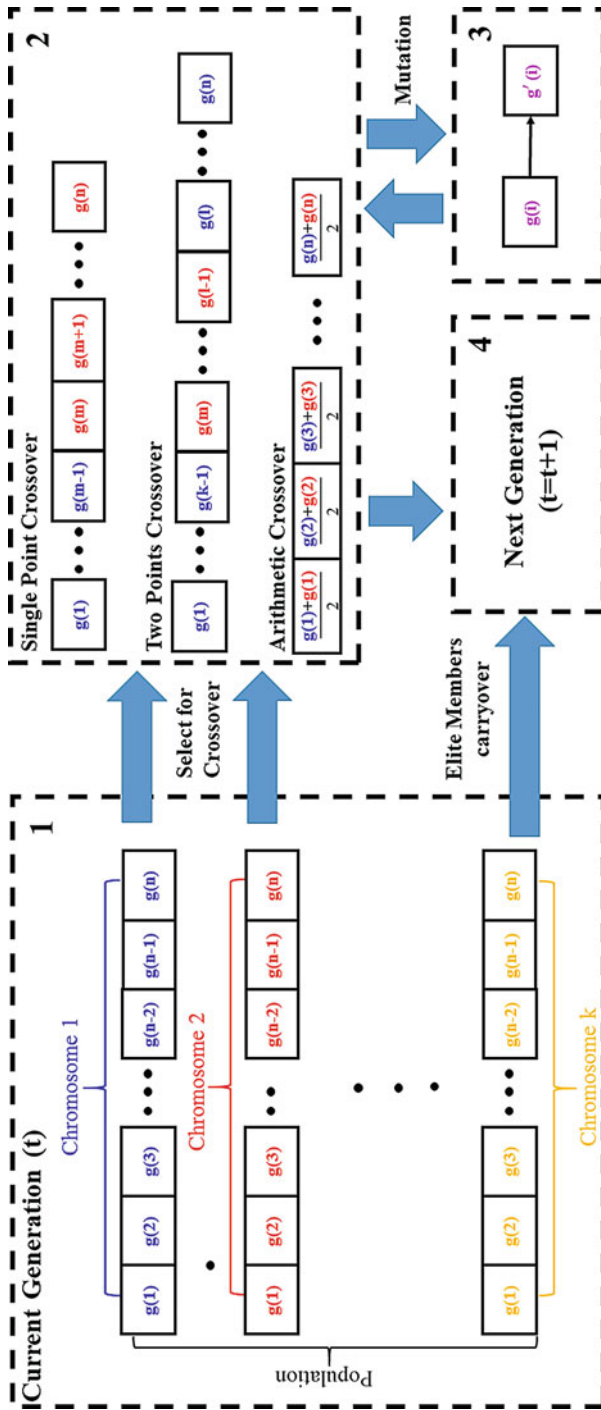 Current Generation (t)
1
Chromosome 1
g(1) g(2) g(3) g(n-2) g(n-1) g(n)
Chromosome 2
g(1) g(2) g(3) g(n-2) g(n-1) g(n)
g(1) g(2) g(3) g(n-2) g(n-1) g(n)
Chromosome k
Population
Select for
Crossover
Elite Members
carryover
2
Single Point Crossover
g(1) g(m-1) g(m) g(m+1) g(n)
Two Points Crossover
g(1) g(k-1) g(m) g(l-1) g(l) g(n)
Arithmetic Crossover
g(1)+g(1) g(2)+g(2) g(3)+g(3) g(n)+g(n)
2 2 2 2
Mutation
4
Next Generation
(t=t+1)
3
g(i) g' (i)